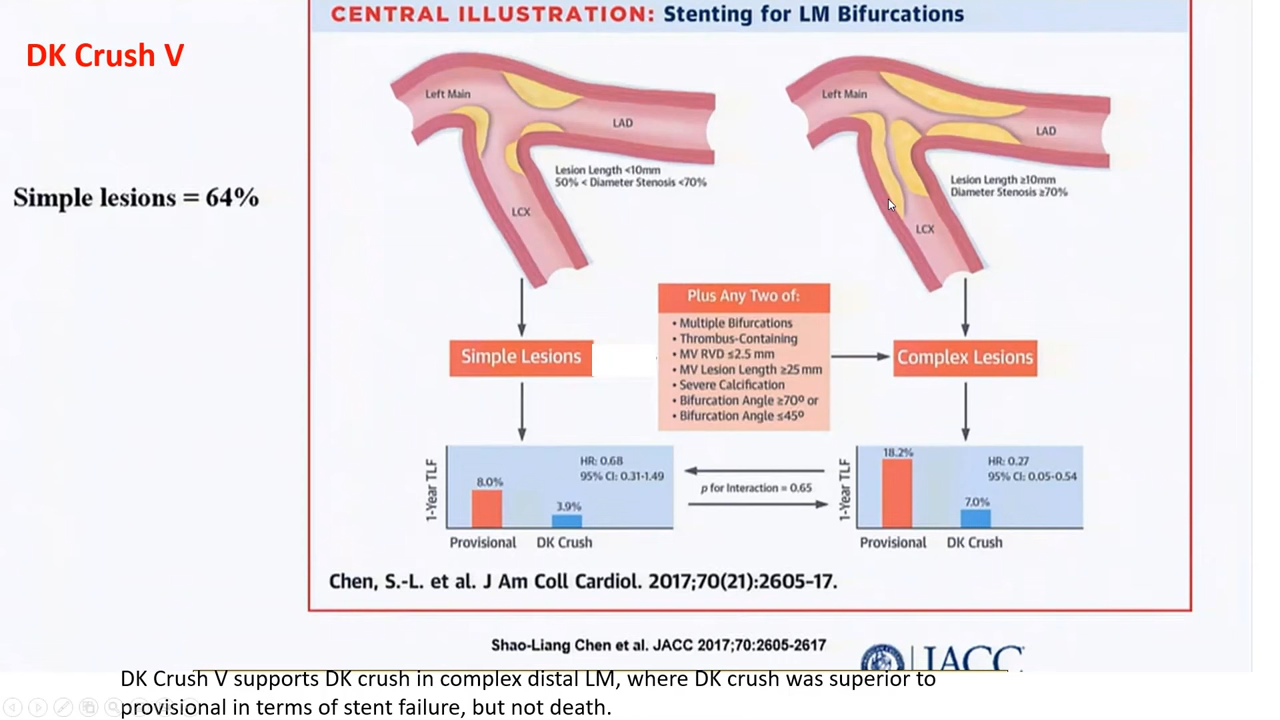 CENTRAL ILLUSTRATION: Stenting for LM Bifurcations
DK Crush V
Simple lesions = 64%
Left Main
LAD
Lesion Length <10mm
50% < Diameter Stenosis <70%
LCX
Left Main
LAD
Lesion Length ≥10mm
Diameter Stenosis ≥70%
LCX
Plus Any Two of:
• Multiple Bifurcations
• Thrombus-Containing
• MV RVD ≤2.5 mm
• MV Lesion Length ≥25 mm
• Severe Calcification
• Bifurcation Angle ≥70º or
• Bifurcation Angle ≤45º
Simple Lesions
Complex Lesions
1-Year TLF
8.0%
3.9%
HR: 0.68
95% CI: 0.31-1.49
Provisional
DK Crush
p for Interaction = 0.65
1-Year TLF
18.2%
7.0%
HR: 0.27
95% CI: 0.05-0.54
Provisional
DK Crush
Chen, S.-L. et al. J Am Coll Cardiol. 2017;70(21):2605-17.
Shao-Liang Chen et al. JACC 2017;70:2605-2617
JACC
DK Crush V supports DK crush in complex distal LM, where DK crush was superior to
provisional in terms of stent failure, but not death.